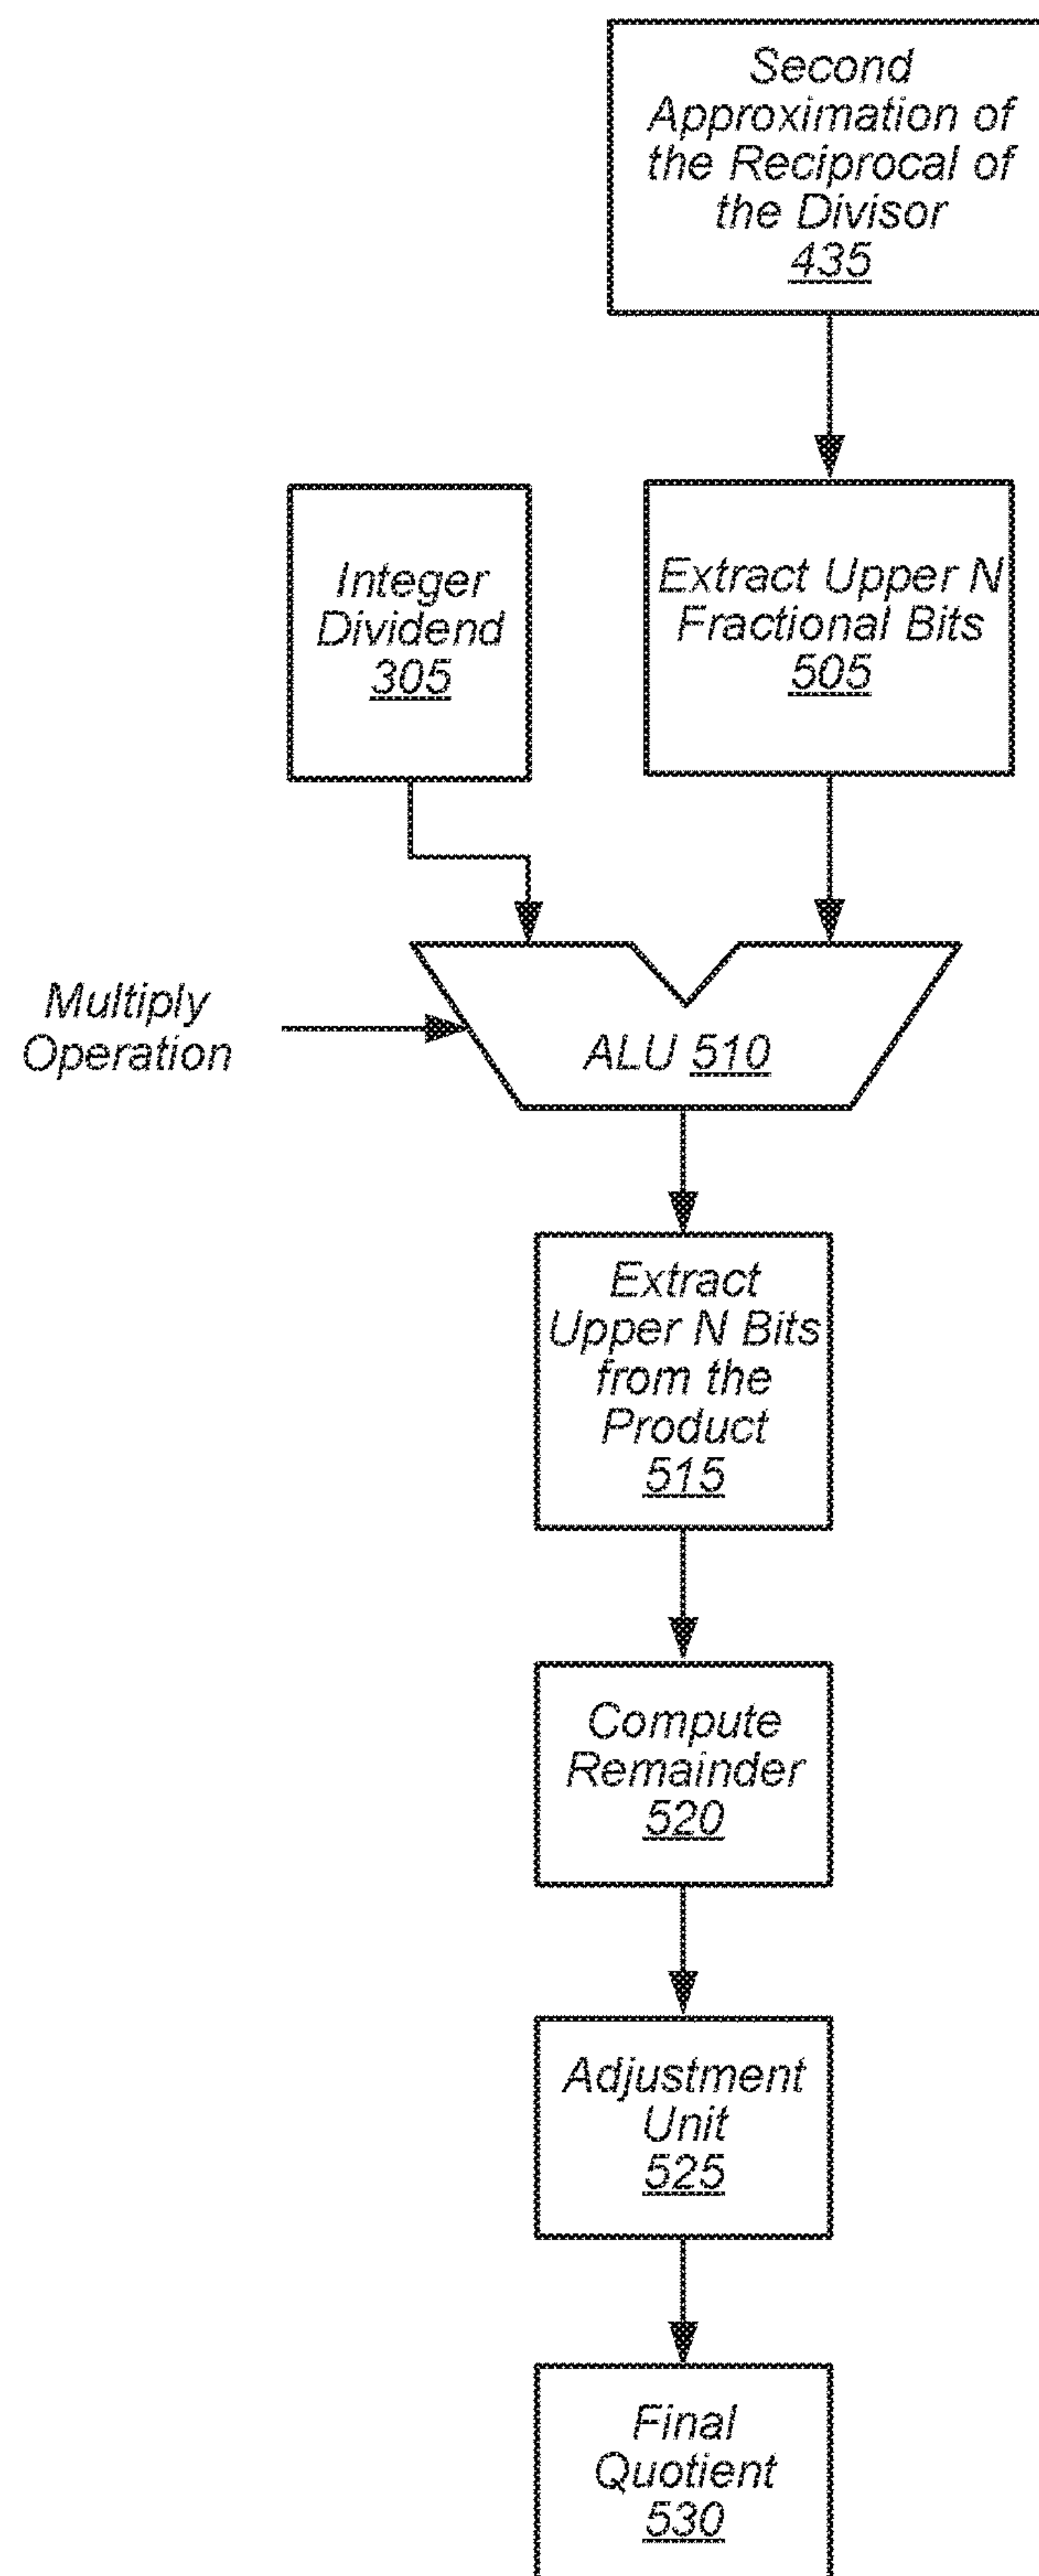 Second
Approximation of
the Reciprocal of
the Divisor
435
Integer
Dividend
305
Extract Upper N
Fractional Bits
505
Multiply
Operation
ALU 510
Extract
Upper N Bits
from the
Product
515
Compute
Remainder
520
Adjustment
Unit
525
Final
Quotient
530